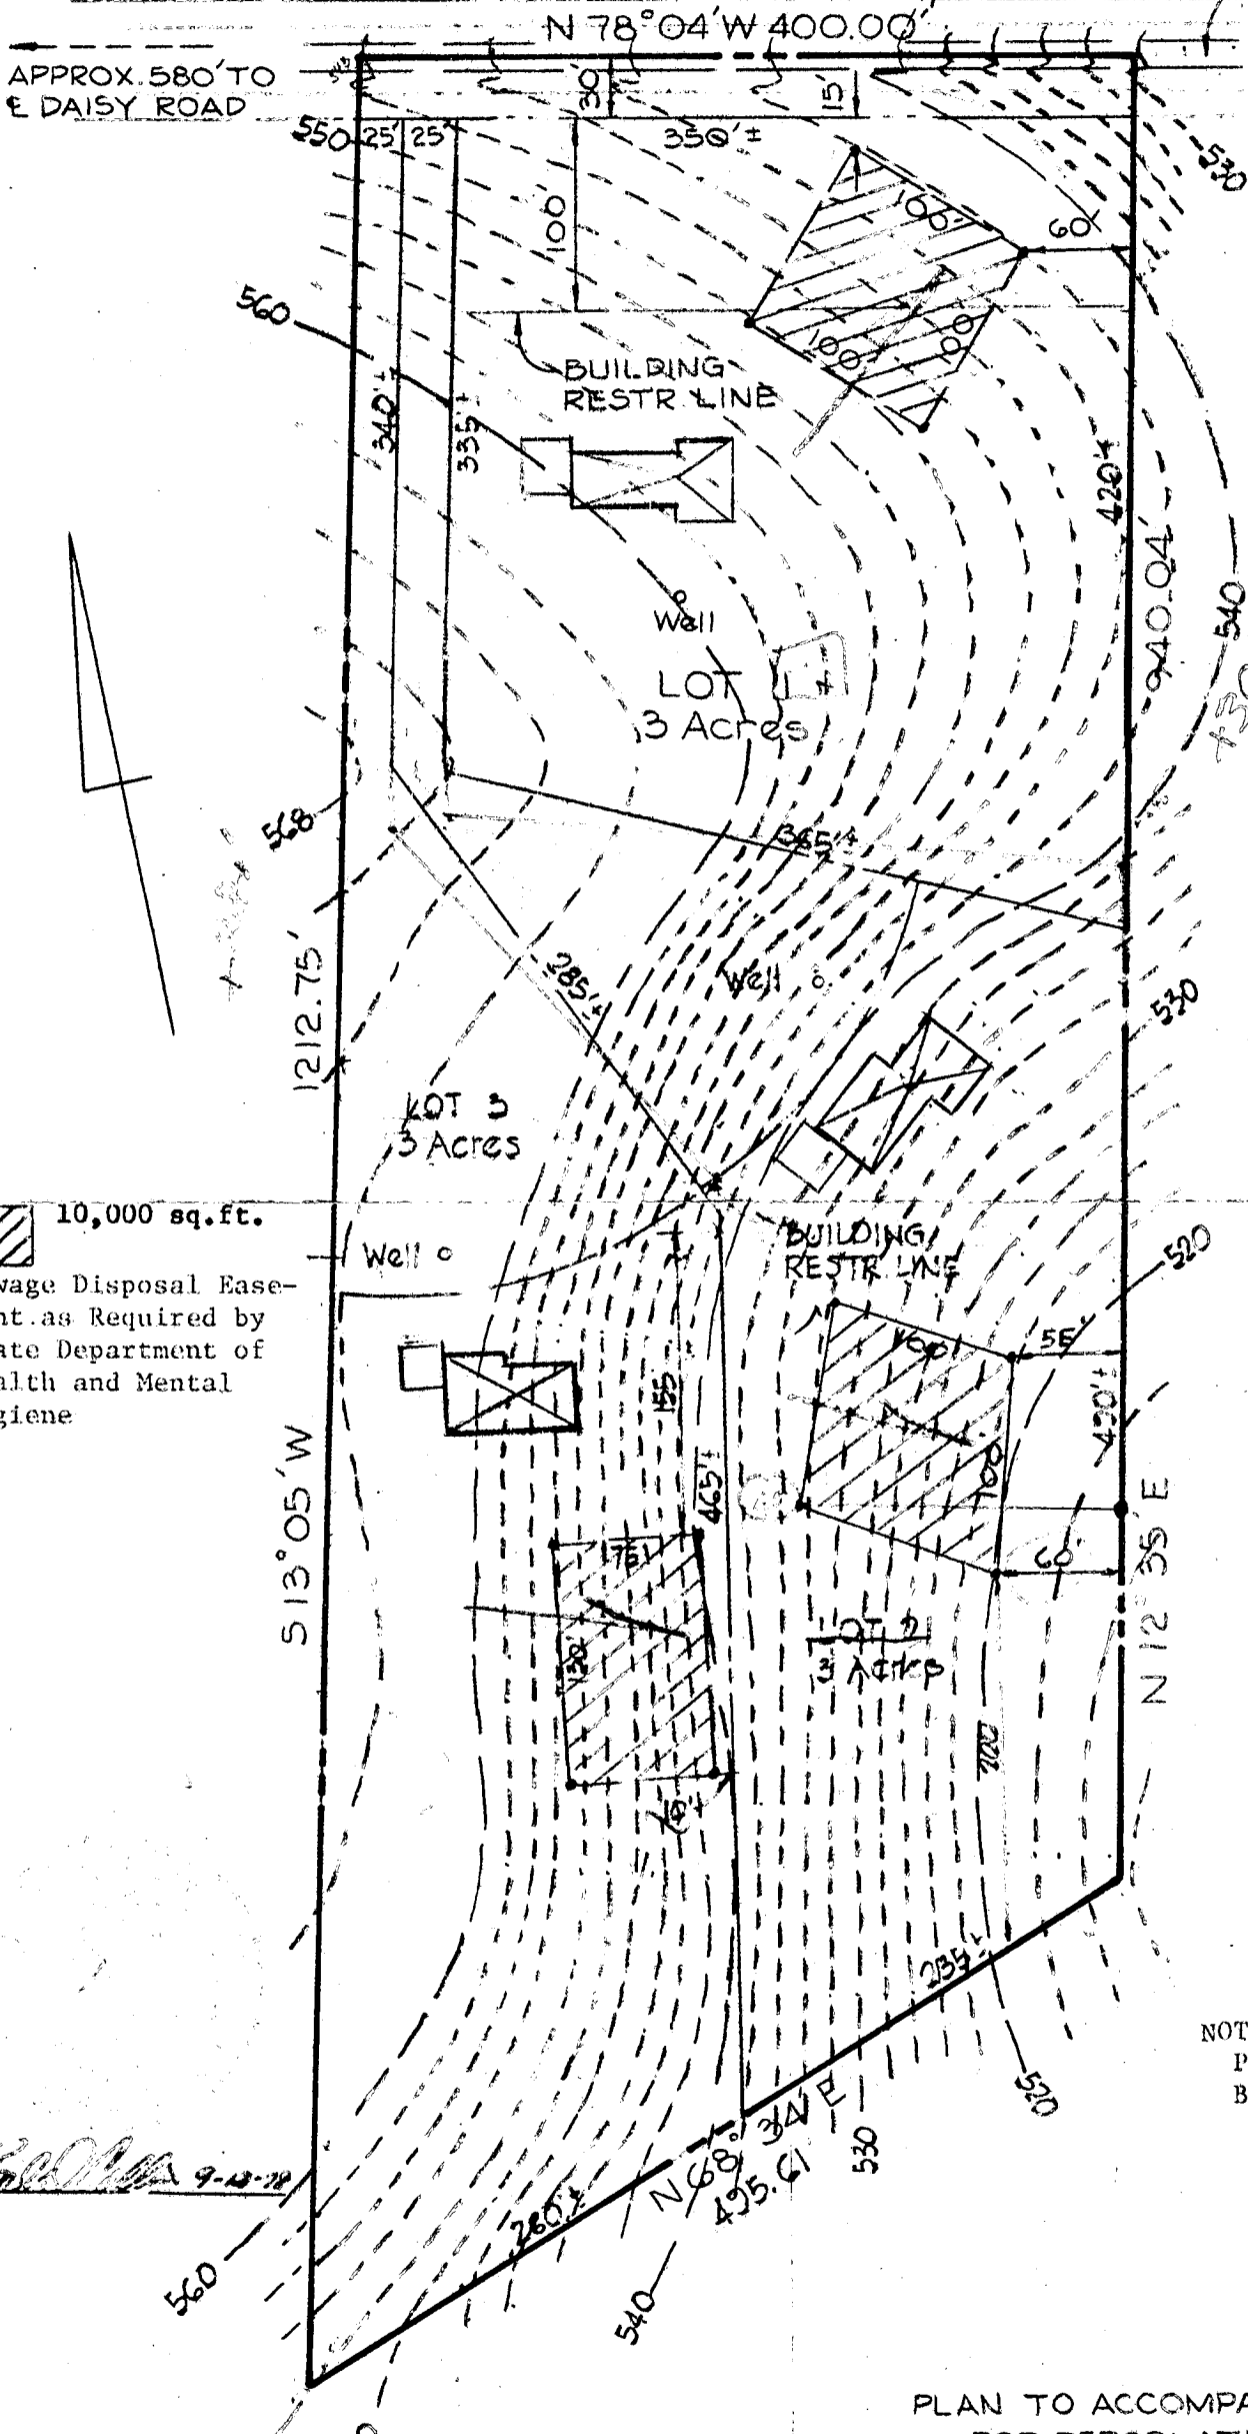 N 78°04'W 400.00'
APPROX. 580' TO
℄ DAISY ROAD
30'
15'
550
25'
25'
350'±
530
100
100'
60'
560
BUILDING
RESTR. LINE
100
100
340'±
335'±
420'±
940.04'
540
Well
LOT 1
3 Acres
568
365'±
1212.75'
285'±
Well
530
LOT 3
3 Acres
10,000 sq.ft.
Well
BUILDING
RESTR. LINE
520
wage Disposal Ease-
nt as Required by
ate Department of
alth and Mental
giene
100'
55'
155'
490'±
465'±
100'
S 13°05'W
75'
60'
N 12°35'E
LOT 2
3 Acres
130'
200
235'±
NOT
P
B
520
530
N 68° 34' E
495.61
9-12-78
280'±
560
540
PLAN TO ACCOMPA